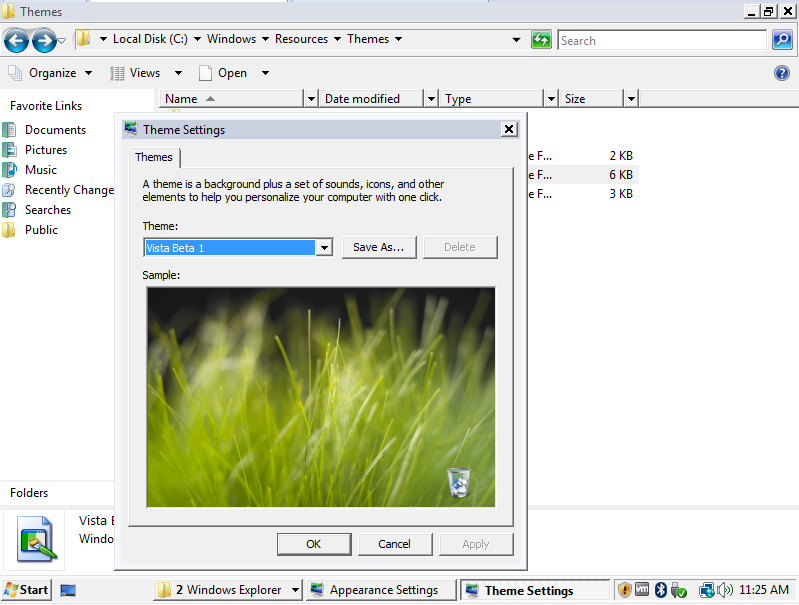 Themes
Local Disk (C:) Windows Resources Themes
Search
Organize Views Open
Favorite Links
Documents
Pictures
Music
Recently Change
Searches
Public
Folders
Name Date modified Type Size
e F... 2 KB
e F... 6 KB
e F... 3 KB
Theme Settings
Themes
A theme is a background plus a set of sounds, icons, and other
elements to help you personalize your computer with one click.
Theme:
Vista Beta 1 Save As... Delete
Sample:
OK Cancel Apply
Vista B
Windo
Start 2 Windows Explorer Appearance Settings Theme Settings vm 11:25 AM